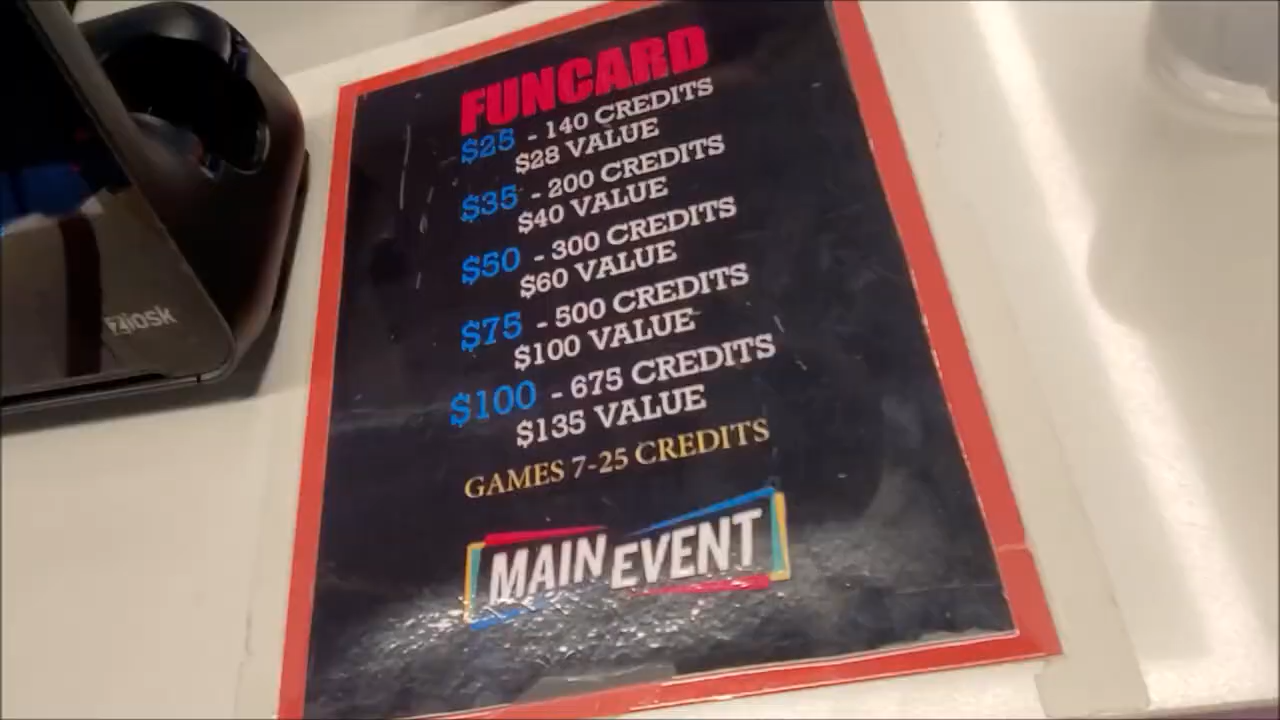 FUNCARD
$25 - 140 CREDITS
$28 VALUE
$35 - 200 CREDITS
$40 VALUE
$50 - 300 CREDITS
$60 VALUE
$75 - 500 CREDITS
$100 VALUE
$100 - 675 CREDITS
$135 VALUE
GAMES 7-25 CREDITS
MAIN EVENT
Ziosk